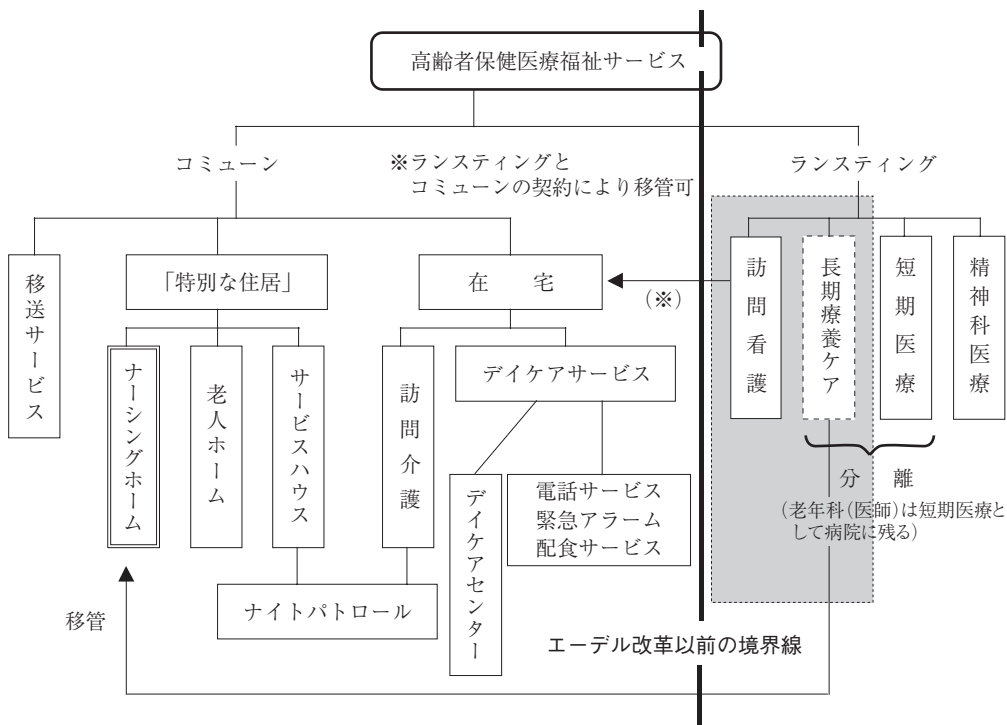 高齢者保健医療福祉サービス
コミューン
※ランスティングと
コミューンの契約により移管可
ランスティング
移送サービス
「特別な住居」
在　宅
(※)
訪問看護
長期療養ケア
短期医療
精神科医療
ナーシングホーム
老人ホーム
サービスハウス
訪問介護
デイケアサービス
デイケアセンター
電話サービス
緊急アラーム
配食サービス
分　離
(老年科(医師)は短期医療と
して病院に残る)
ナイトパトロール
移管
エーデル改革以前の境界線